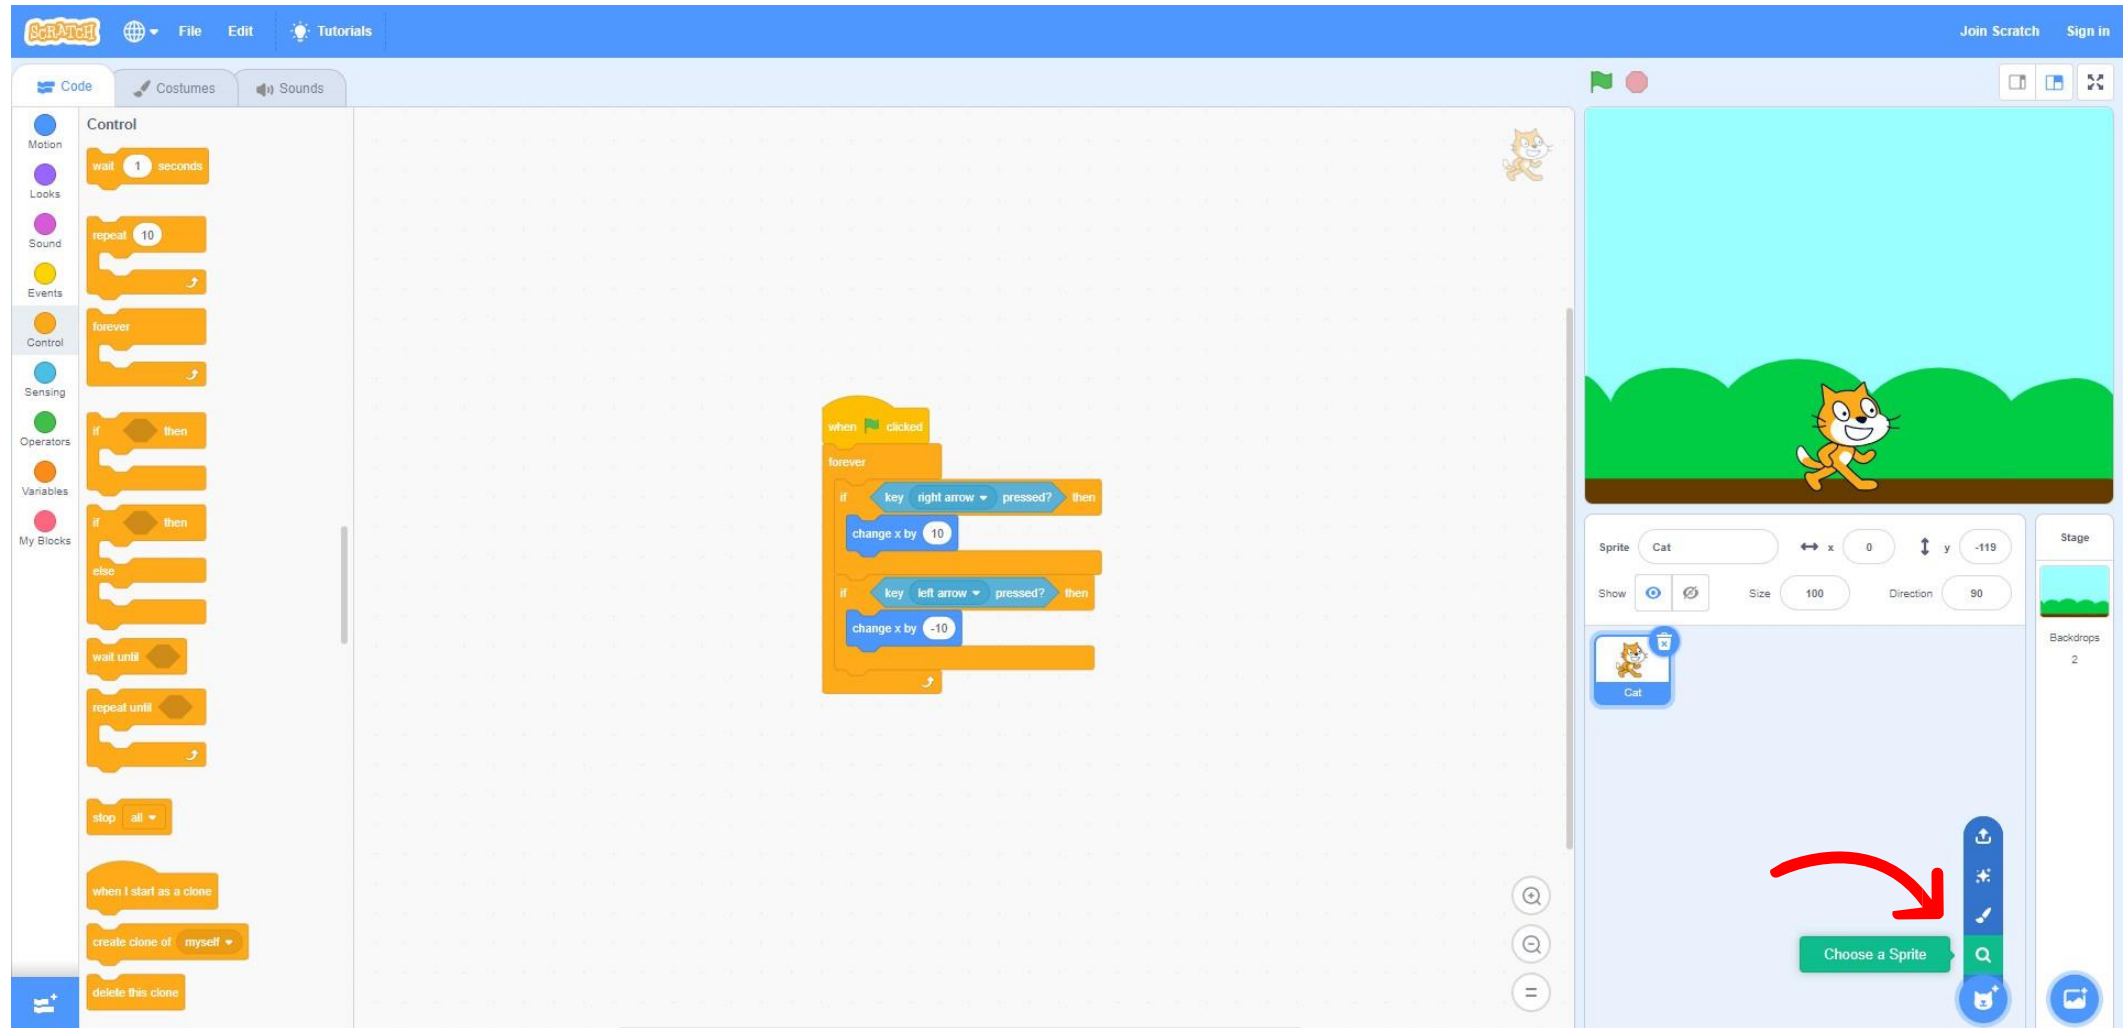 SCRATCH File Edit Tutorials Join Scratch Sign in
Code Costumes Sounds
Motion
Looks
Sound
Events
Control
Sensing
Operators
Variables
My Blocks
Control
wait 1 seconds
repeat 10
forever
if then
if then
else
wait until
repeat until
stop all
when I start as a clone
create clone of myself
delete this clone
when clicked
forever
if key right arrow pressed? then
change x by 10
if key left arrow pressed? then
change x by -10
Sprite Cat x 0 y -119
Show Size 100 Direction 90
Cat
Stage
Backdrops
2
Choose a Sprite